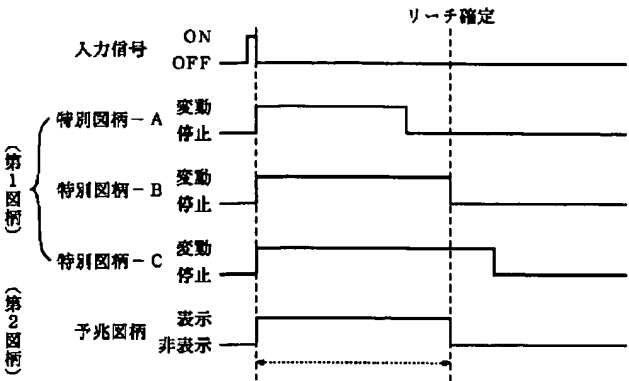 リーチ確定
入力信号 ON
OFF
特別図柄－A 変動
停止
(第1図柄)
特別図柄－B 変動
停止
特別図柄－C 変動
停止
(第2図柄)
予兆図柄 表示
非表示